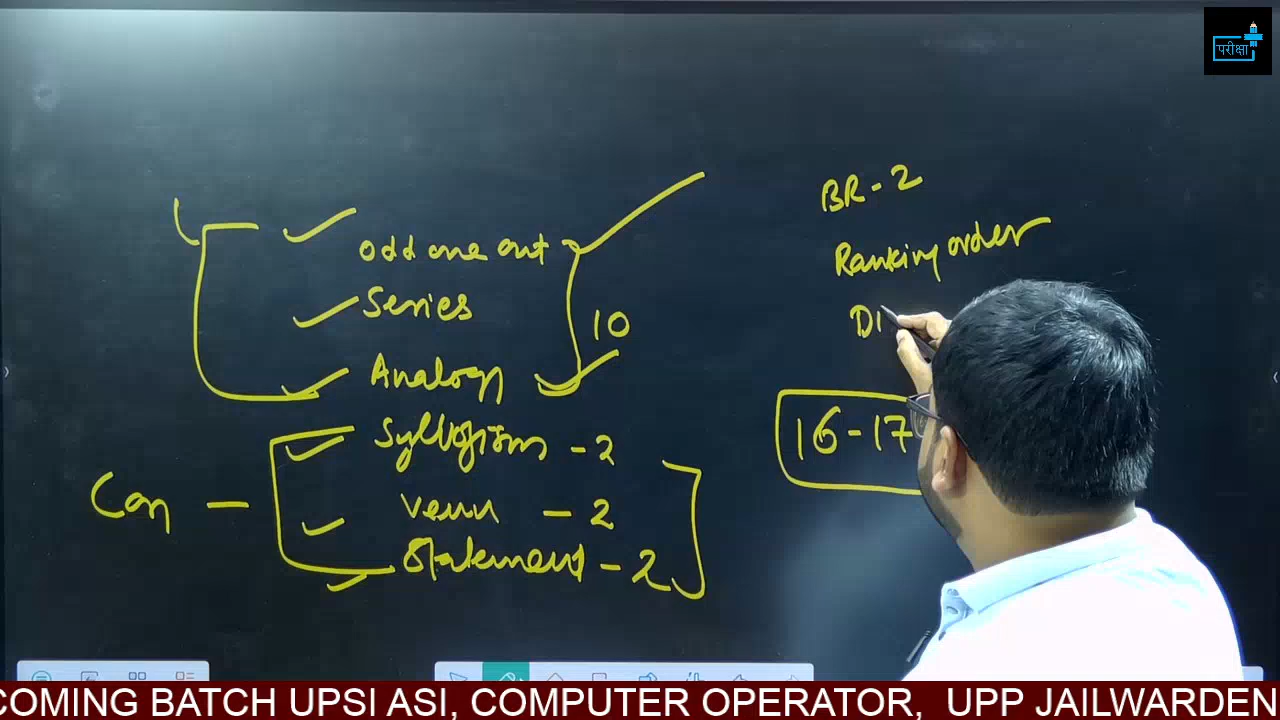 परीक्षा
odd one out
Series
10
Analogy
Syllogism - 2
Con -
venn - 2
Statement - 2
BR - 2
Ranking order
DI
16-17
COMING BATCH UPSI ASI, COMPUTER OPERATOR, UPP JAILWARDEN